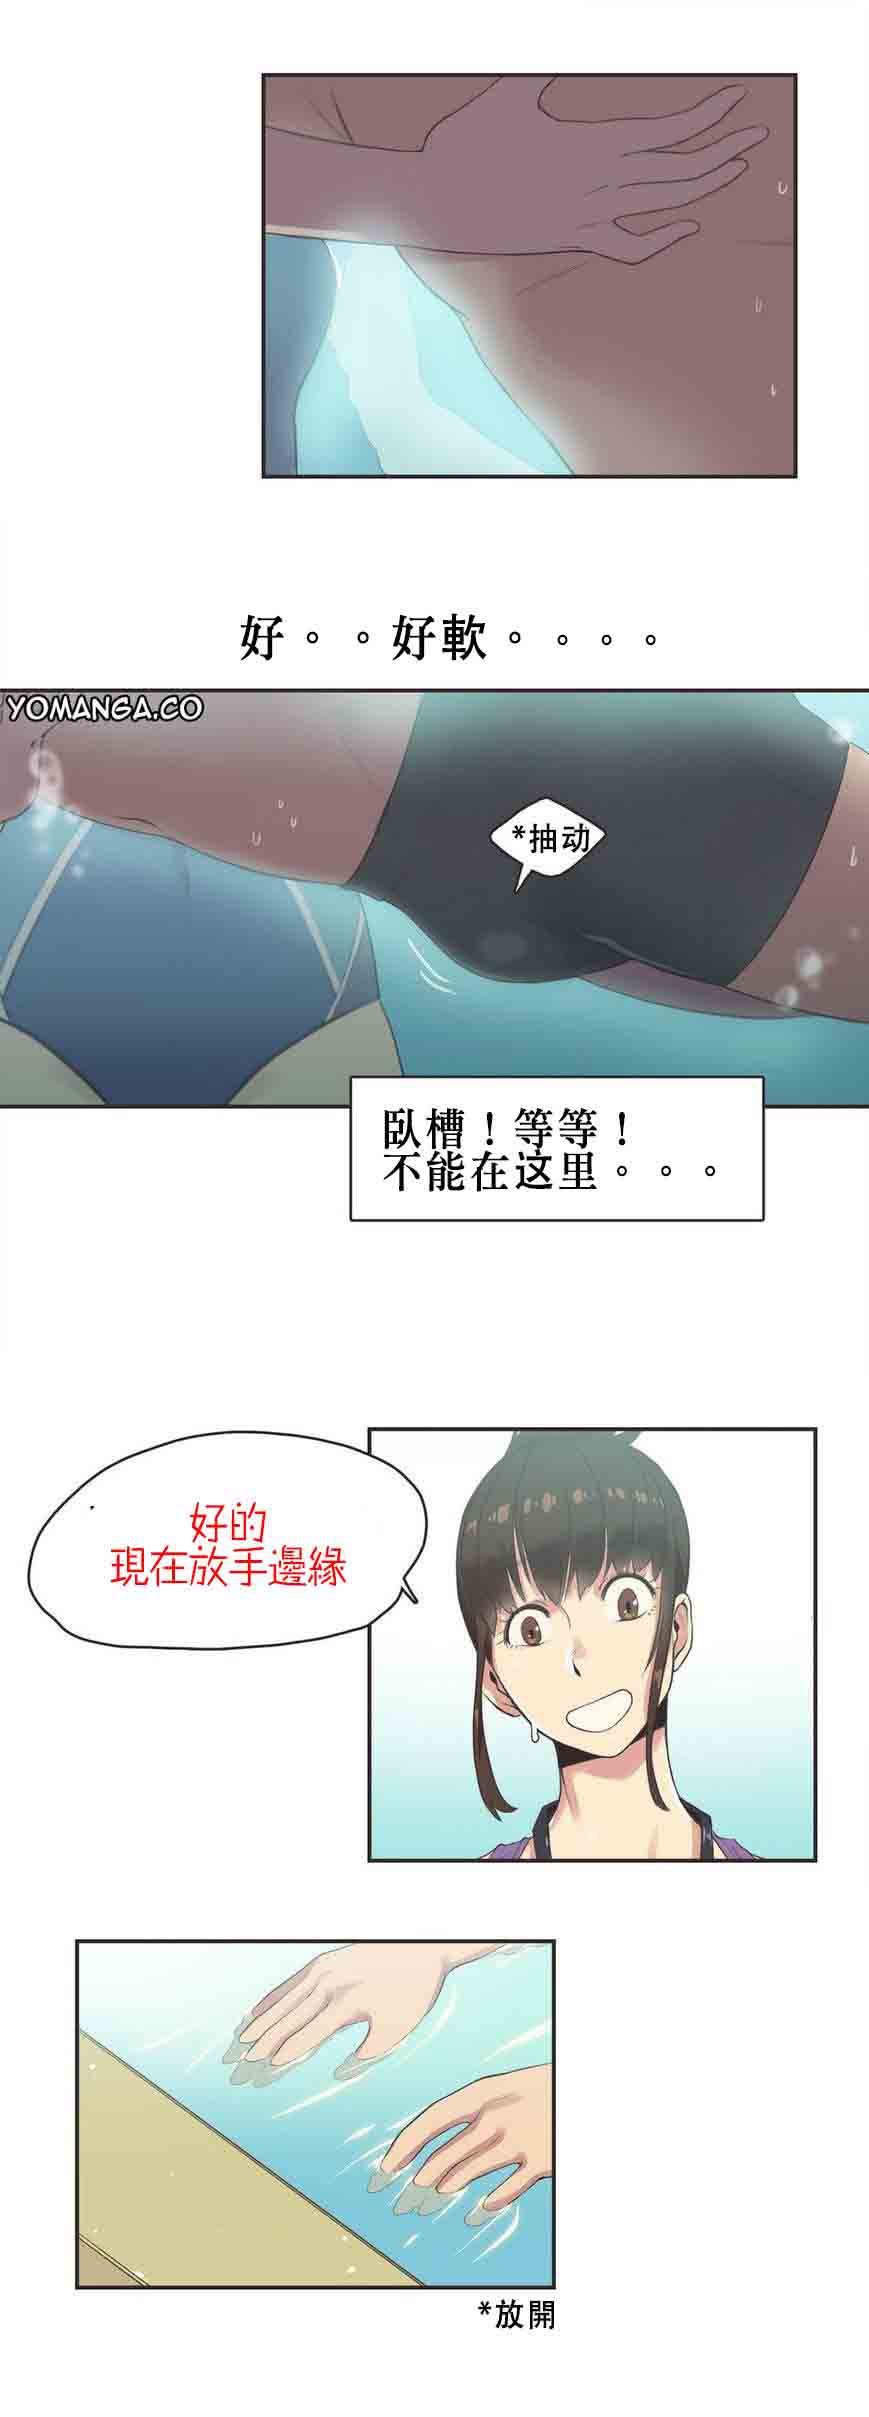 好。。好軟。。。。
YOMANGA.CO
*抽动
臥槽！等等！
不能在这里。。。
好的
現在放手邊緣
*放開